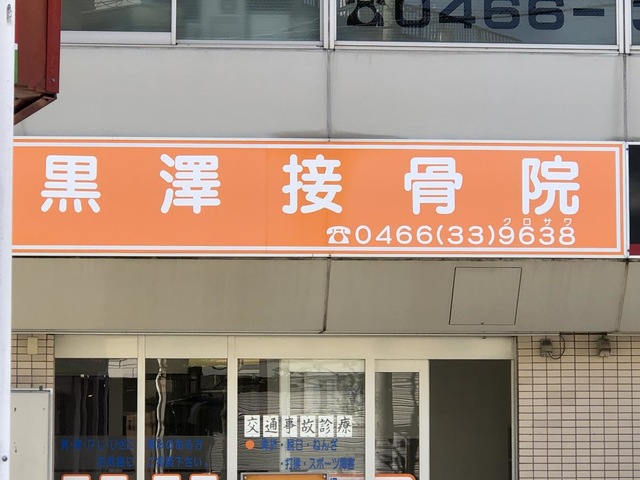 ☎0466-
黒澤接骨院
クロサワ
☎0466(33)9638
交通事故診療
・打撲・スポーツ障害